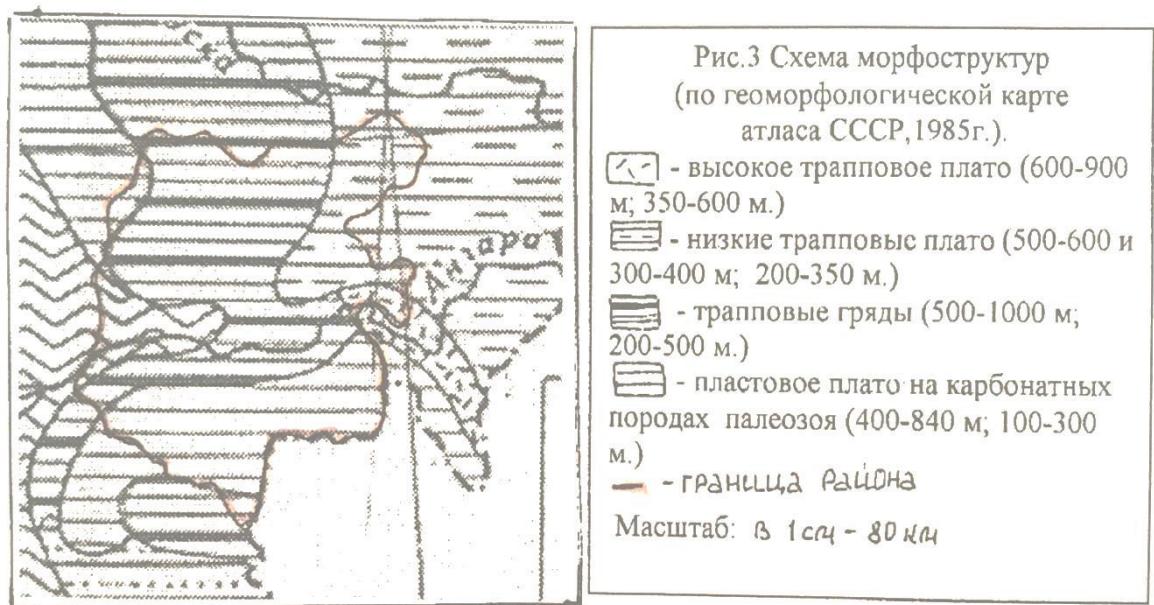 ска
Ангара
Рис.3 Схема морфоструктур
(по геоморфологической карте
атласа СССР,1985г.).
- высокое трапповое плато (600-900
м; 350-600 м.)
- низкие трапповые плато (500-600 и
300-400 м; 200-350 м.)
- трапповые гряды (500-1000 м;
200-500 м.)
- пластовое плато на карбонатных
породах палеозоя (400-840 м; 100-300
м.)
- граница района
Масштаб: в 1см - 80 км